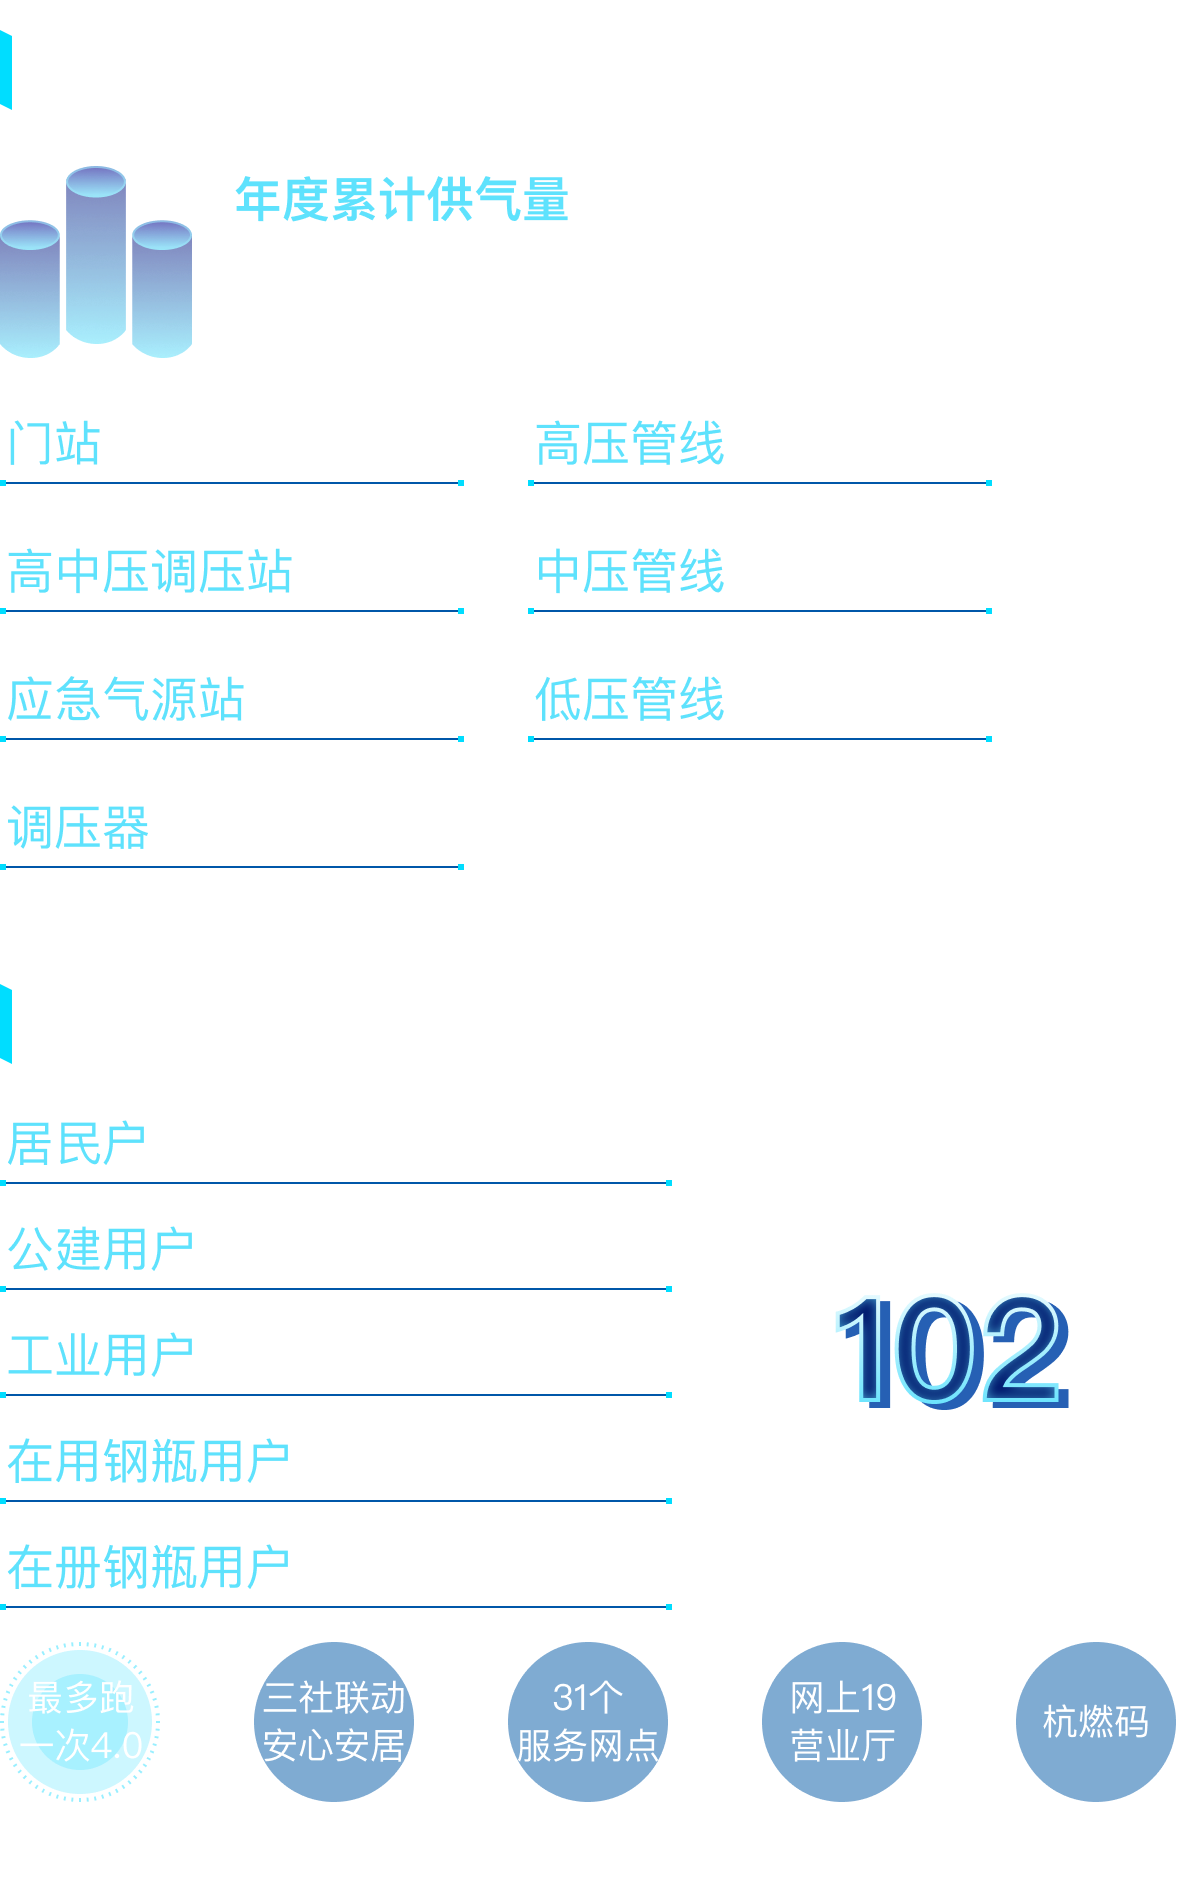 年度累计供气量
门站
高压管线
高中压调压站
中压管线
应急气源站
低压管线
调压器
居民户
公建用户
工业用户
102
在用钢瓶用户
在册钢瓶用户
最多跑
一次4.0
三社联动
安心安居
31个
服务网点
网上19
营业厅
杭燃码